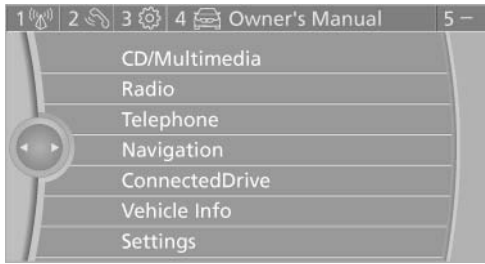 1 2 3 4 Owner's Manual 5 –
CD/Multimedia
Radio
Telephone
Navigation
ConnectedDrive
Vehicle Info
Settings